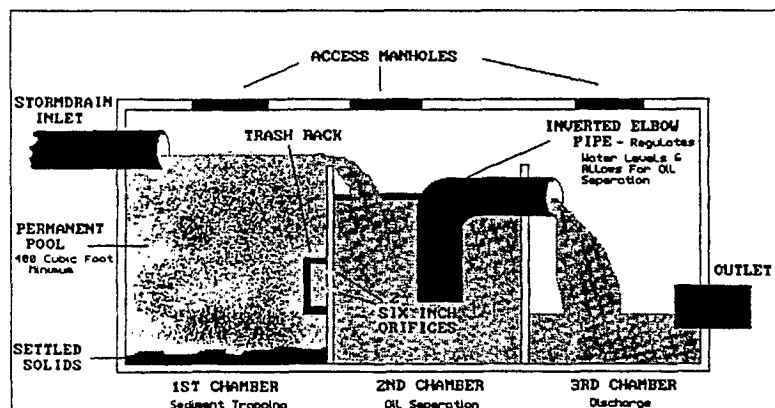 ACCESS MANHOLES
STORMDRAIN
INLET
TRASH RACK
INVERTED ELBOW
PIPE - Regulates
Water Levels &
Allows For Oil
Separation
PERMANENT
POOL
400 Cubic Foot
Minimum
2
SIX-INCH
ORIFICES
OUTLET
SETTLED
SOLIDS
1ST CHAMBER
Sediment Trapping
2ND CHAMBER
Oil Separation
3RD CHAMBER
Discharge